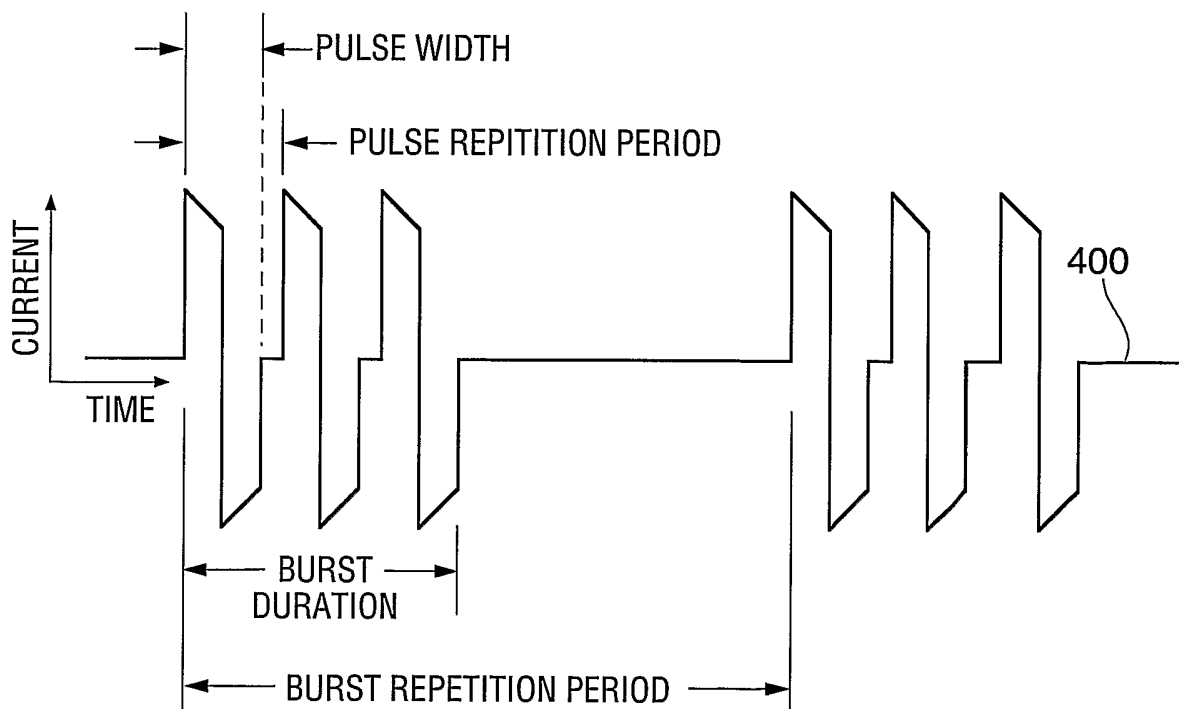 PULSE WIDTH
PULSE REPITITION PERIOD
CURRENT
TIME
400
BURST
DURATION
BURST REPETITION PERIOD